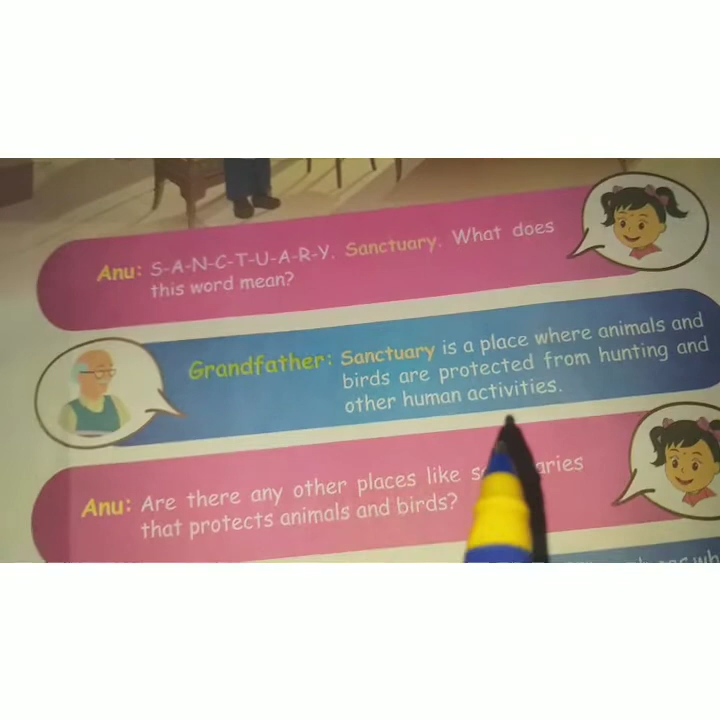 Anu: S-A-N-C-T-U-A-R-Y. Sanctuary. What does
this word mean?
Grandfather: Sanctuary is a place where animals and
birds are protected from hunting and
other human activities.
Anu: Are there any other places like
that protects animals and birds?